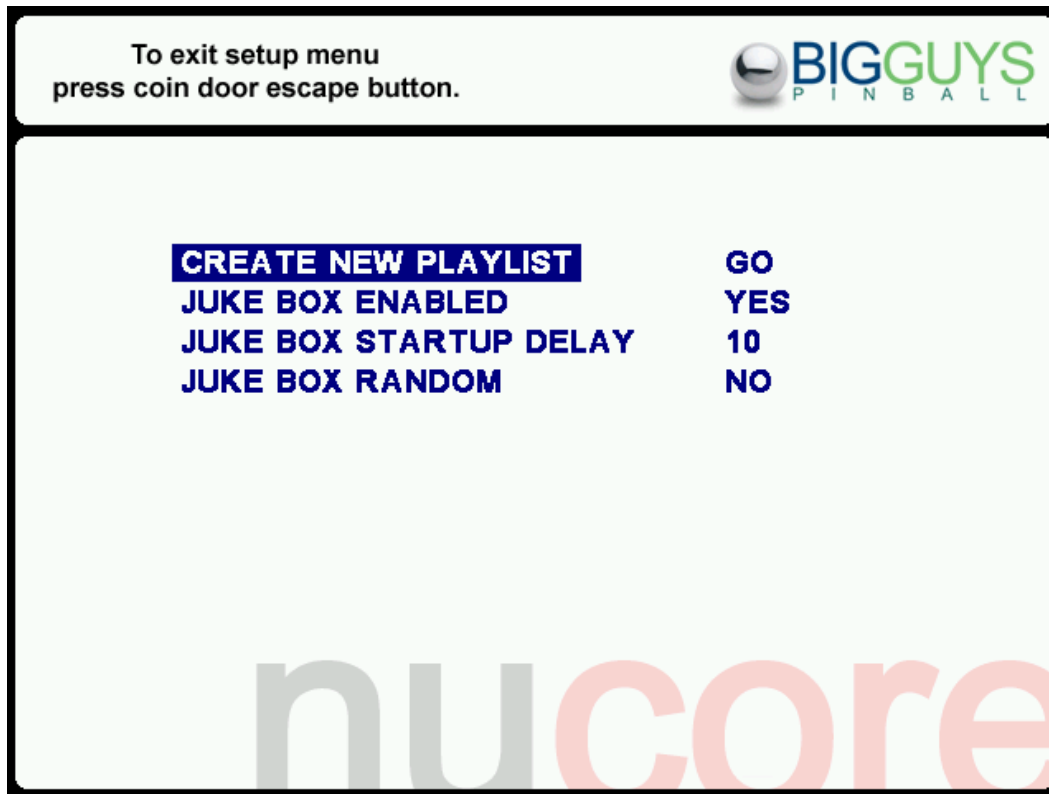 To exit setup menu
press coin door escape button.
BIGGUYS
PINBALL
CREATE NEW PLAYLIST GO
JUKE BOX ENABLED YES
JUKE BOX STARTUP DELAY 10
JUKE BOX RANDOM NO
nucore